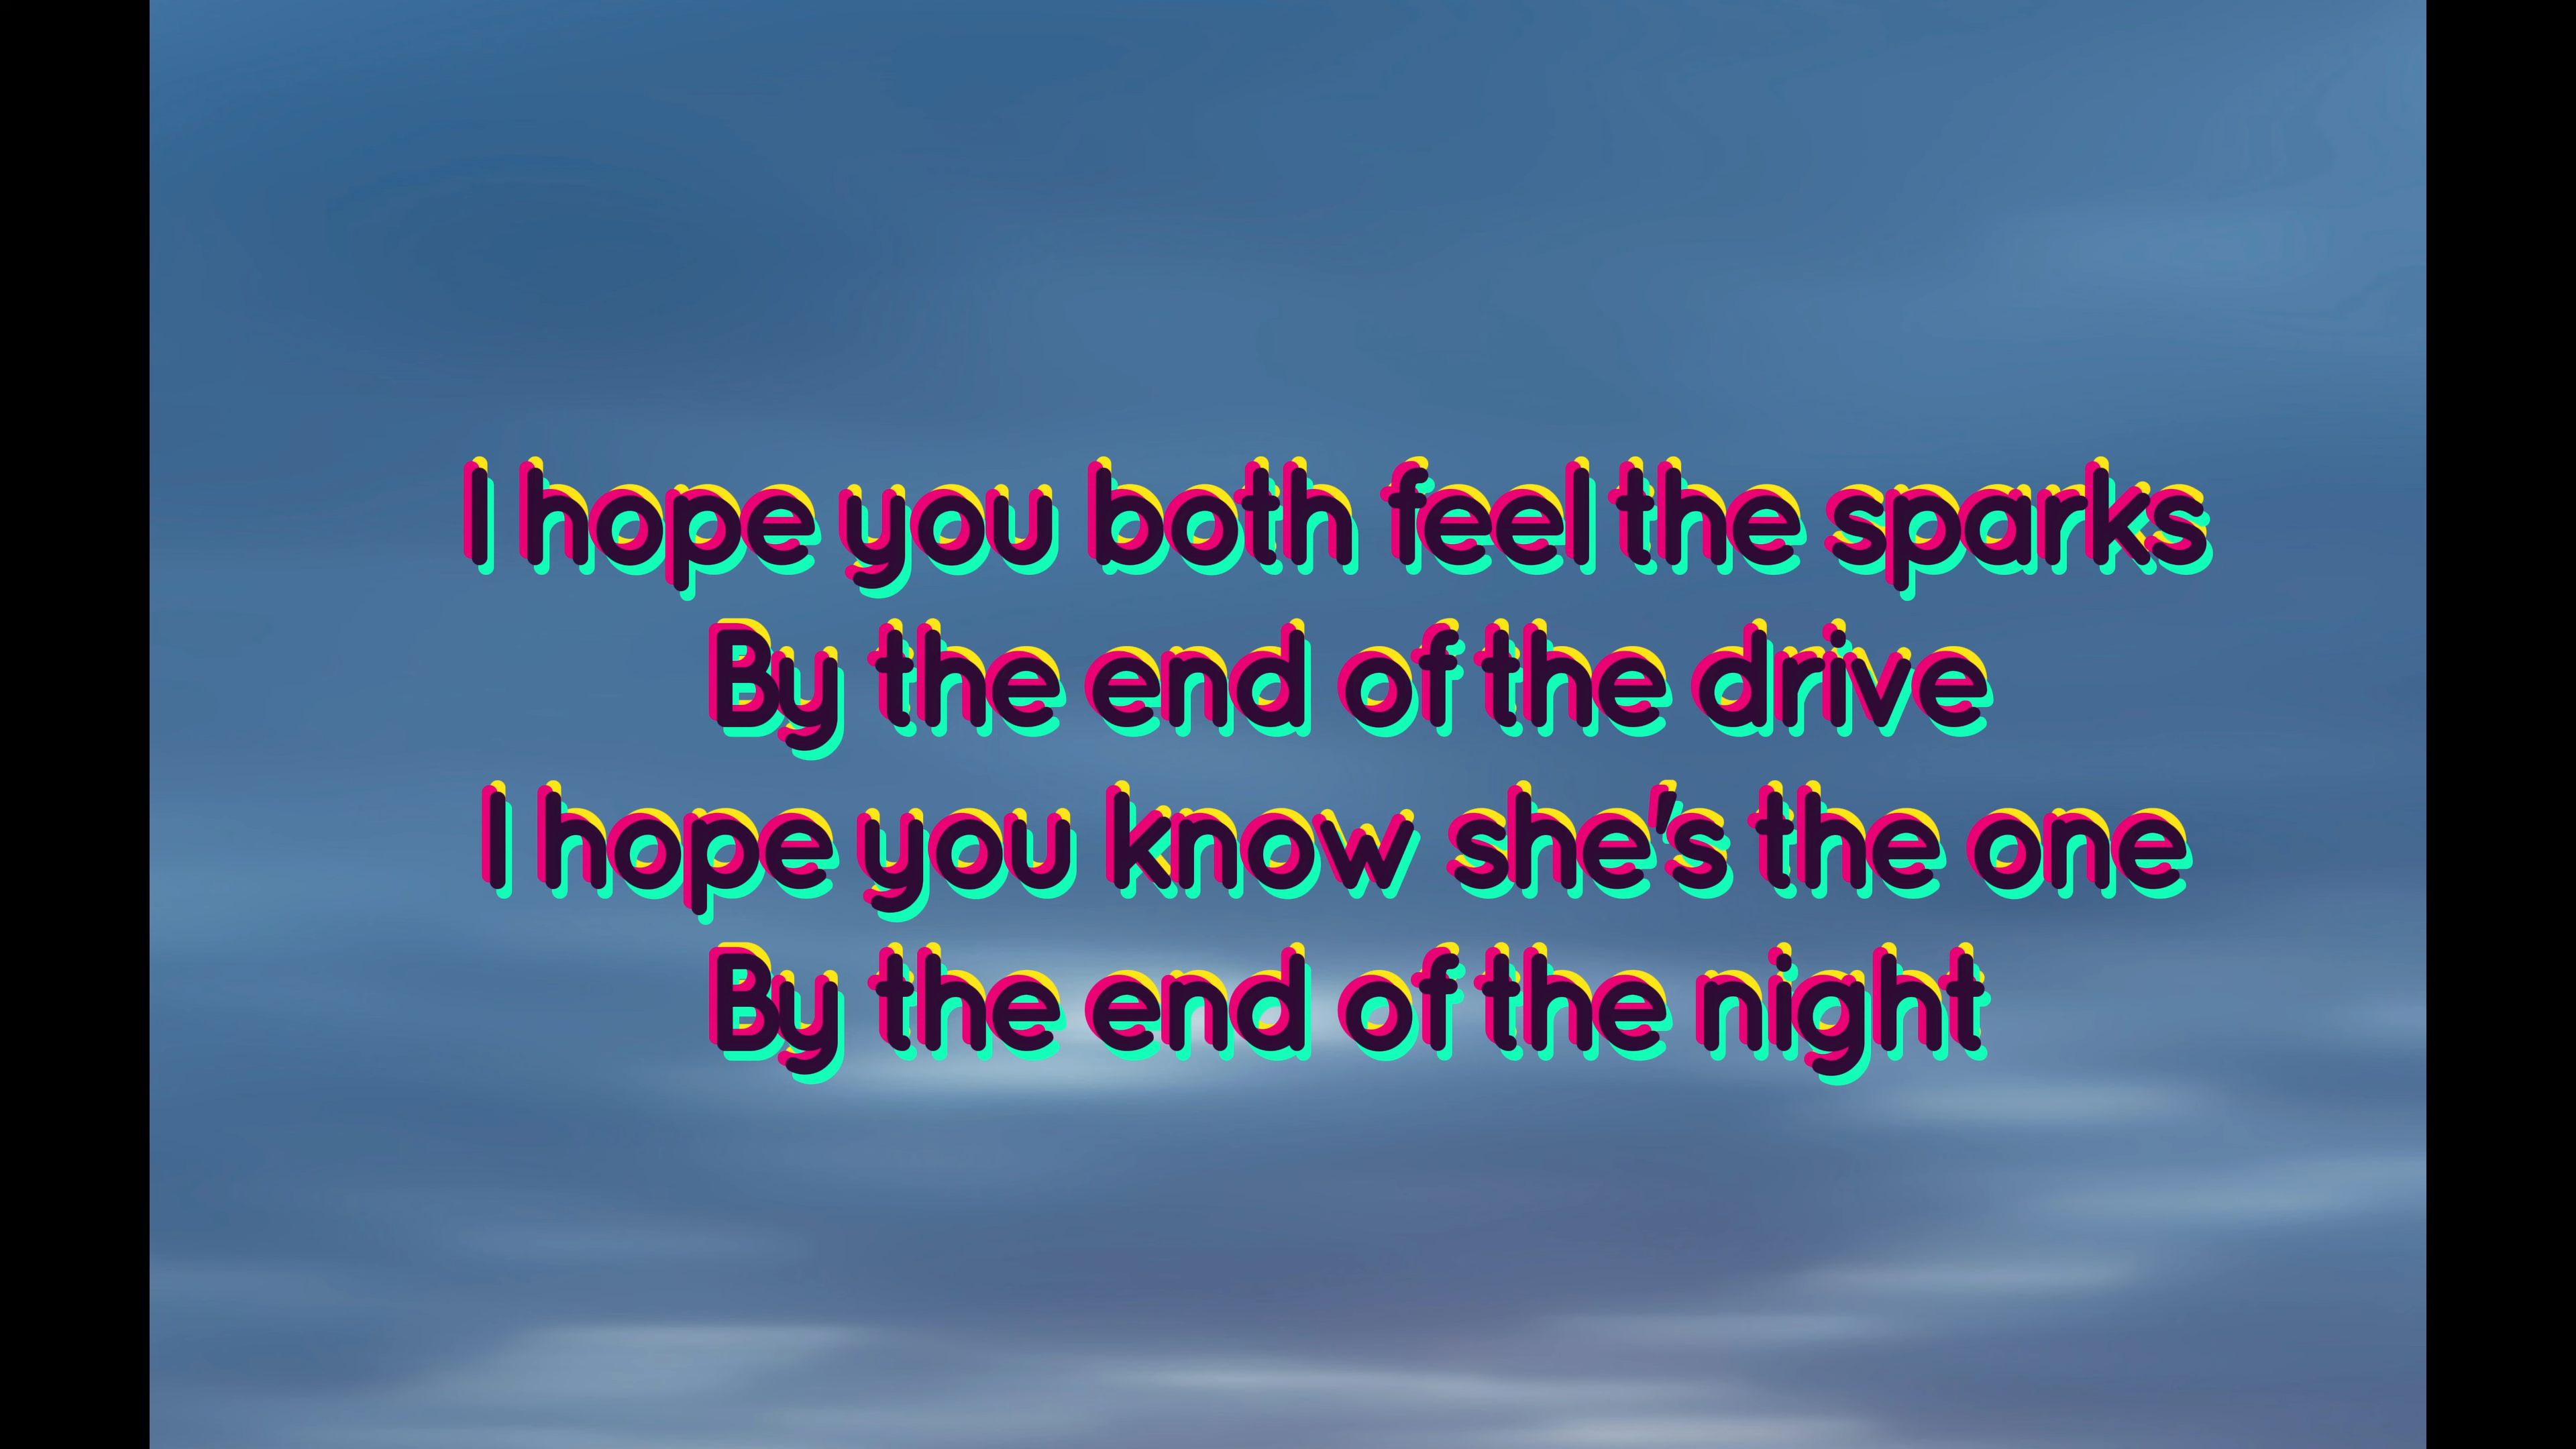 I hope you both feel the sparks
By the end of the drive
I hope you know she's the one
By the end of the night